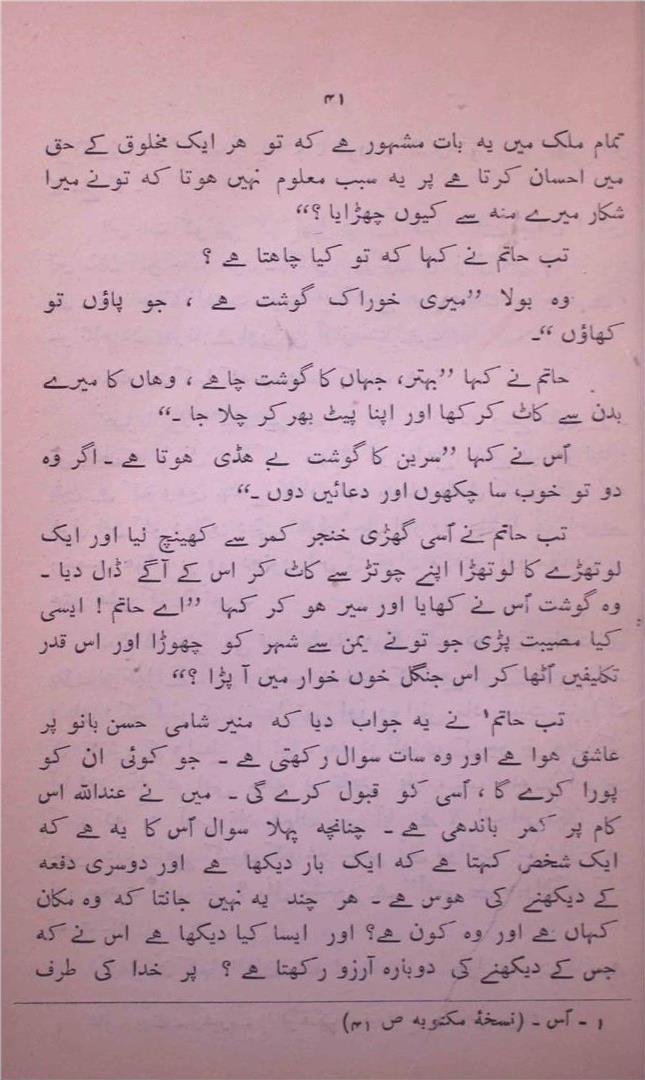 ۴۱
تمام ملک میں یہ بات مشہور ہے کہ تو ھر ایک مخلوق کے حق
میں احسان کرتا ہے پر یہ سبب معلوم نہیں ھوتا کہ تونے میرا
شکار میرے منہ سے کیوں چھڑایا ؟“
تب حاتم نے کہا کہ تو کیا چاھتا ہے ؟
وہ بولا ”میری خوراک گوشت ہے ، جو پاؤں تو
کھاؤں “۔
حاتم نے کہا ”بہتر، جہاں کا گوشت چاہے ، وھاں کا میرے
بدن سے کاٹ کر کھا اور اپنا پیٹ بھر کر چلا جا ۔“
اُس نے کہا ”سرین کا گوشت بے ھڈی ھوتا ہے ۔ اگر وہ
دو تو خوب سا چکھوں اور دعائیں دوں ۔“
تب حاتم نے اُسی گھڑی خنجر کمر سے کھینچ لیا اور ایک
لوتھڑے کا لوتھڑا اپنے چوتڑ سے کاٹ کر اس کے آگے ڈال دیا ۔
وہ گوشت اُس نے کھایا اور سیر ھو کر کہا ”اے حاتم ! ایسی
کیا مصیبت پڑی جو تونے یمن سے شہر کو چھوڑا اور اس قدر
تکلیفیں اُٹھا کر اس جنگل خوں خوار میں آ پڑا ؟“
تب حاتم۱ نے یہ جواب دیا کہ منیر شامی حسن بانو پر
عاشق ھوا ہے اور وہ سات سوال رکھتی ہے ۔ جو کوئی ان کو
پورا کرے گا ، اُسی کو قبول کرے گی ۔ میں نے عنداللہ اس
کام پر کمر باندھی ہے ۔ چنانچہ پہلا سوال اُس کا یہ ہے کہ
ایک شخص کہتا ہے کہ ایک بار دیکھا ہے اور دوسری دفعہ
کے دیکھنے کی ھوس ہے ۔ ھر چند یہ نہیں جانتا کہ وہ مکان
کہاں ہے اور وہ کون ہے؟ اور ایسا کیا دیکھا ہے اس نے کہ
جس کے دیکھنے کی دوبارہ آرزو رکھتا ہے ؟ پر خدا کی طرف
۱ ۔ اُس ۔ (نسخۂ مکتوبہ ص ۴۱)